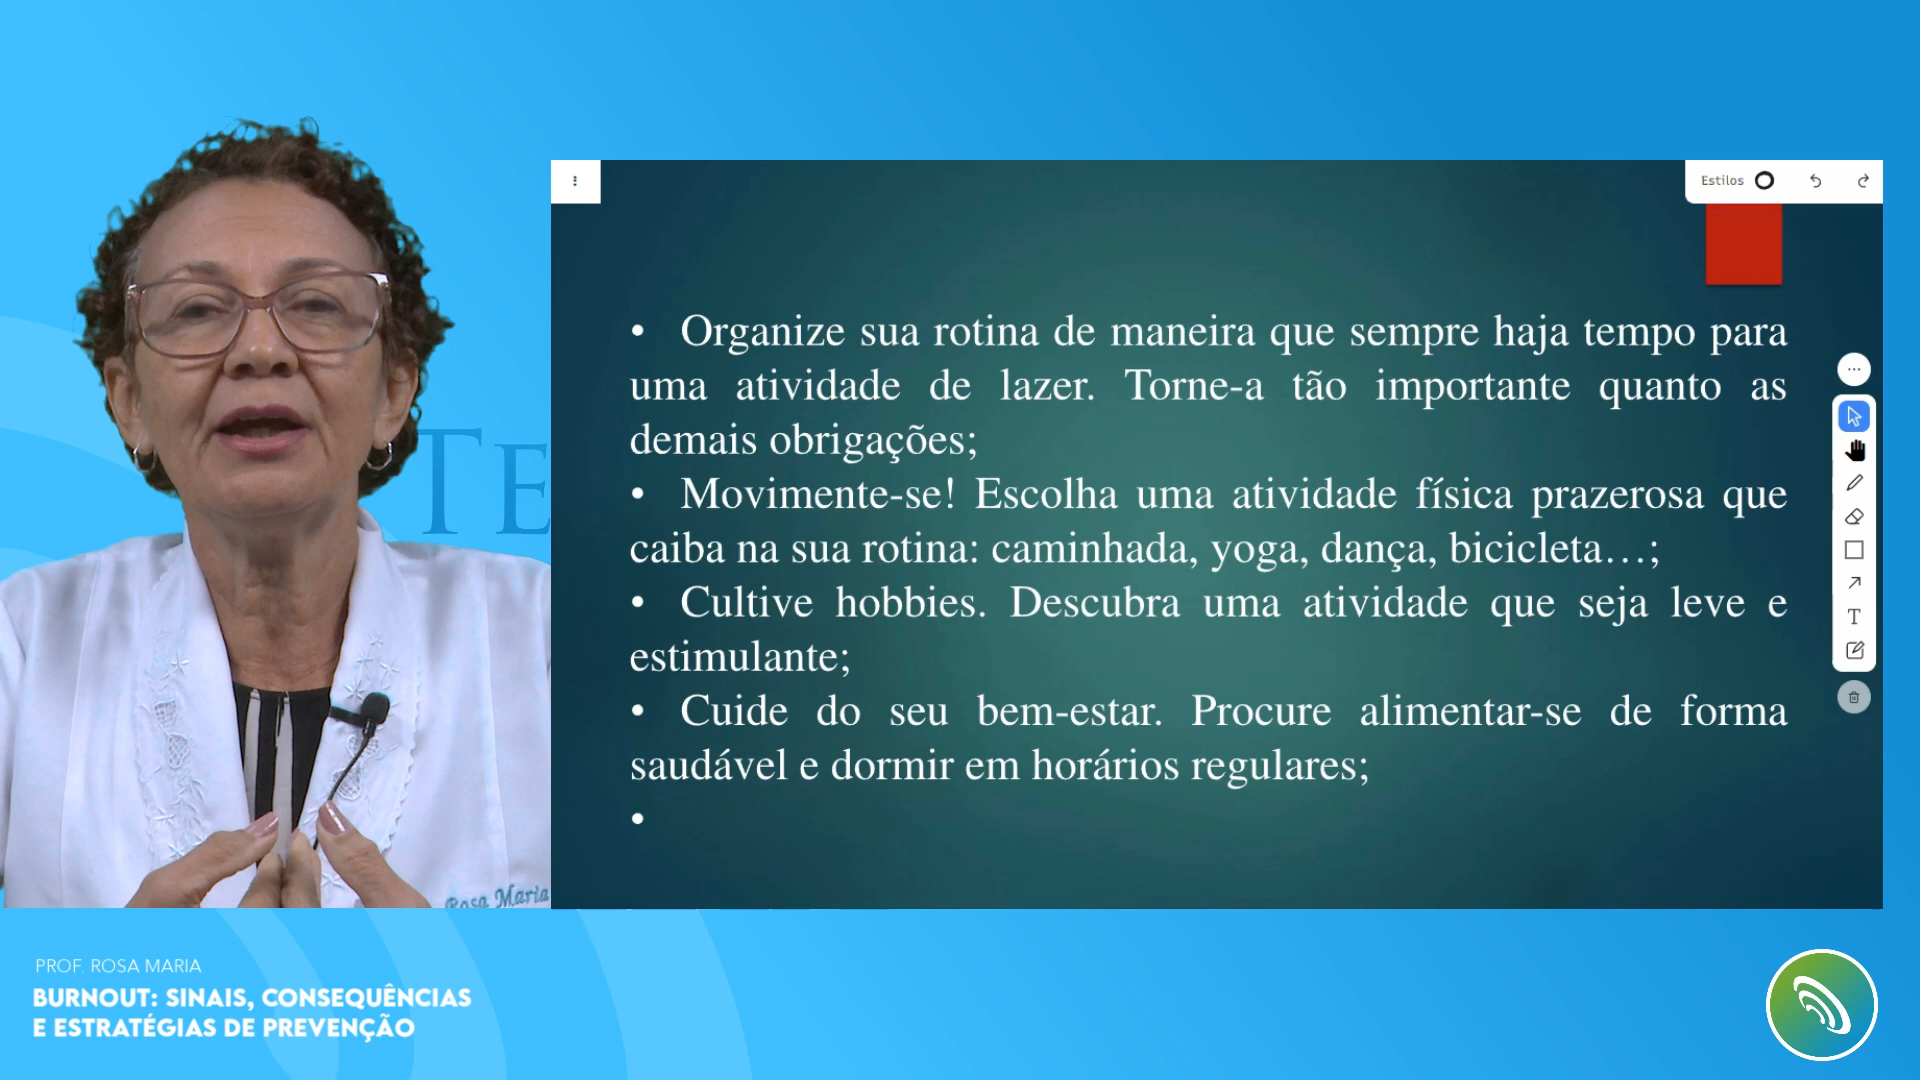 Estilos
• Organize sua rotina de maneira que sempre haja tempo para
uma atividade de lazer. Torne-a tão importante quanto as
demais obrigações;
• Movimente-se! Escolha uma atividade física prazerosa que
caiba na sua rotina: caminhada, yoga, dança, bicicleta…;
• Cultive hobbies. Descubra uma atividade que seja leve e
estimulante;
• Cuide do seu bem-estar. Procure alimentar-se de forma
saudável e dormir em horários regulares;
•
T
TE
Rosa Maria
PROF. ROSA MARIA
BURNOUT: SINAIS, CONSEQUÊNCIAS
E ESTRATÉGIAS DE PREVENÇÃO